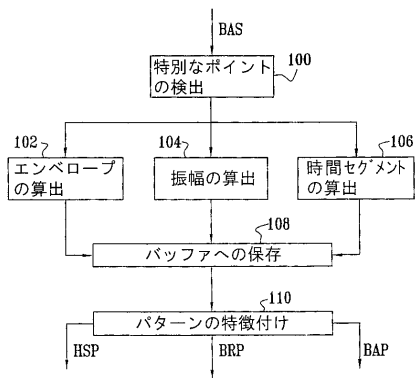 BAS
100
特別なポイント
の検出
102
エンベロープ
の算出
104
振幅の算出
106
時間セグメント
の算出
108
バッファへの保存
110
パターンの特徴付け
HSP
BRP
BAP